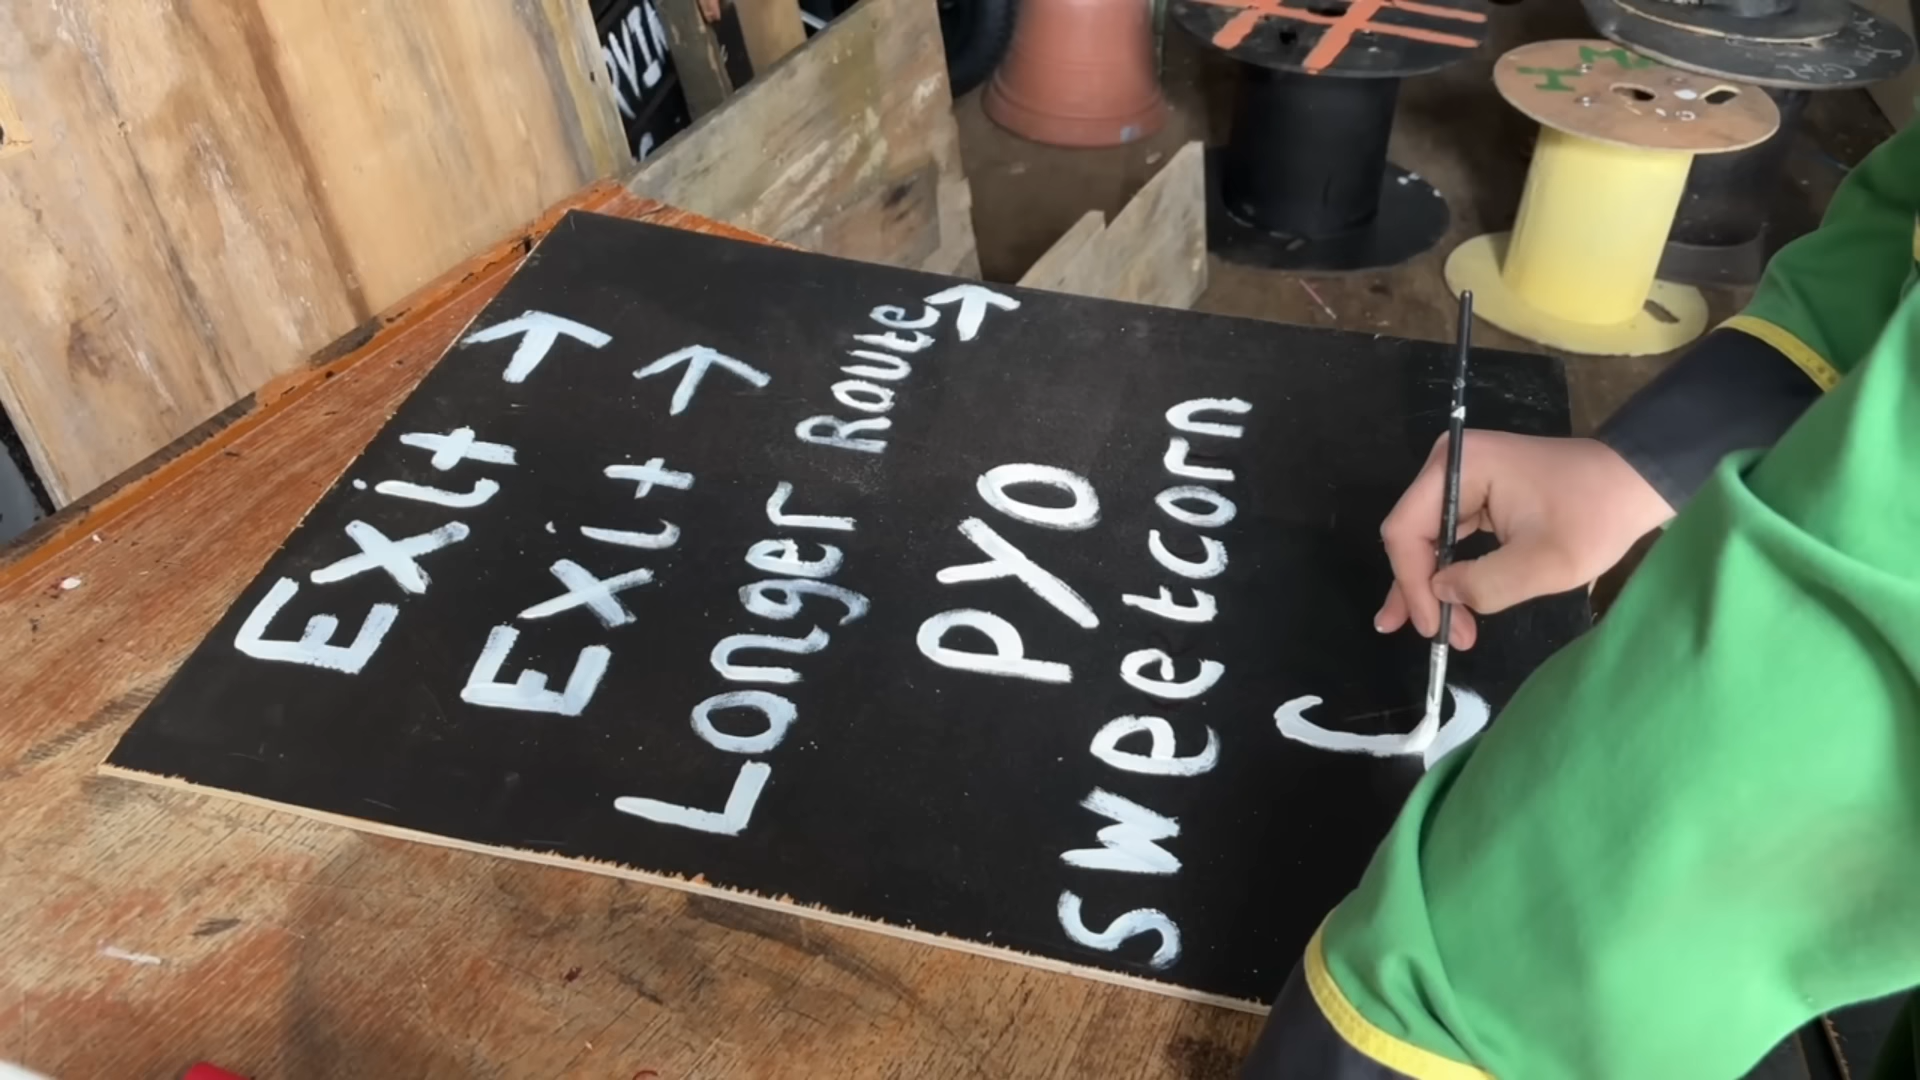 Exit →
Exit →
Longer Route →
PYO
sweetcorn
C